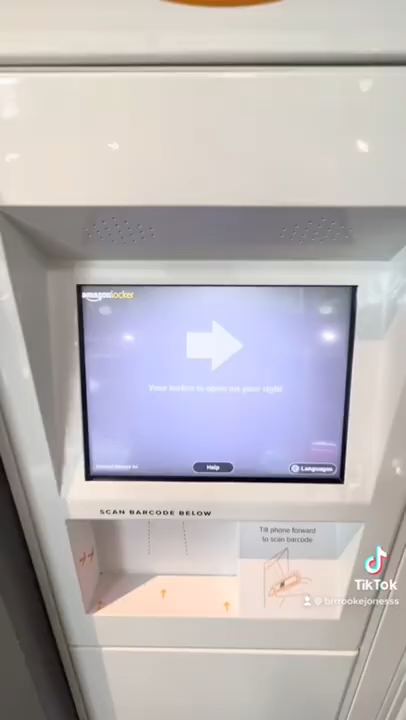 amazonlocker
Your locker is open on your right
Help
Languages
SCAN BARCODE BELOW
Tilt phone forward
to scan barcode
TikTok
@brrrookejonesss